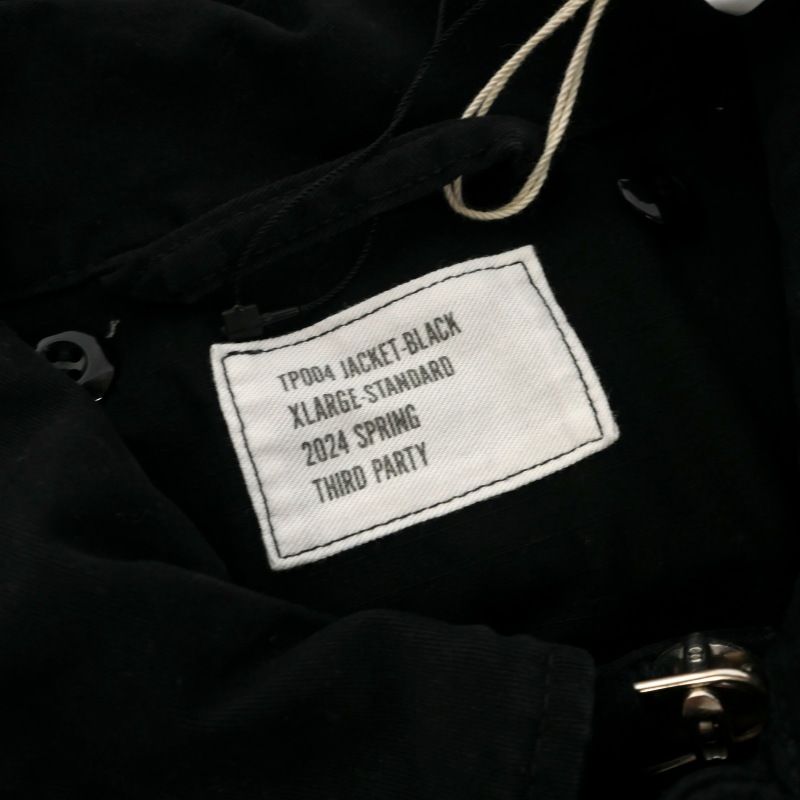 TP004 JACKET-BLACK
XLARGE-STANDARD
2024 SPRING
THIRD PARTY